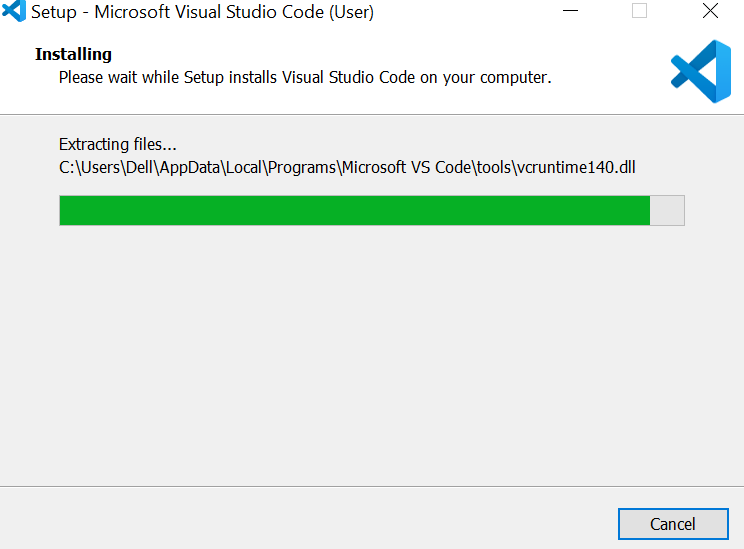 Setup - Microsoft Visual Studio Code (User)
Installing
Please wait while Setup installs Visual Studio Code on your computer.
Extracting files...
C:\Users\Dell\AppData\Local\Programs\Microsoft VS Code\tools\vcruntime140.dll
Cancel